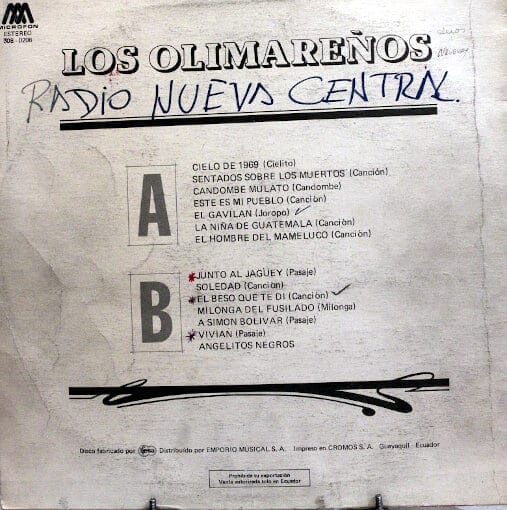 MICROFON
ESTEREO
308-0206
LOS OLIMAREÑOS
RADIO NUEVA CENTRAL.
A
CIELO DE 1969 (Cielito)
SENTADOS SOBRE LOS MUERTOS (Canción)
CANDOMBE MULATO (Candombe)
ESTE ES MI PUEBLO (Canción)
EL GAVILAN (Joropo)
LA NIÑA DE GUATEMALA (Canción)
EL HOMBRE DEL MAMELUCO (Canción)
B
JUNTO AL JAGÜEY (Pasaje)
SOLEDAD (Canción)
EL BESO QUE TE DI (Canción)
MILONGA DEL FUSILADO (Milonga)
A SIMON BOLIVAR (Pasaje)
VIVIAN (Pasaje)
ANGELITOS NEGROS
Disco fabricado por Distribuído por EMPORIO MUSICAL S. A. Impreso en CROMOS S. A. Guayaquil - Ecuador
Prohibida su exportación
Venta autorizada solo en Ecuador